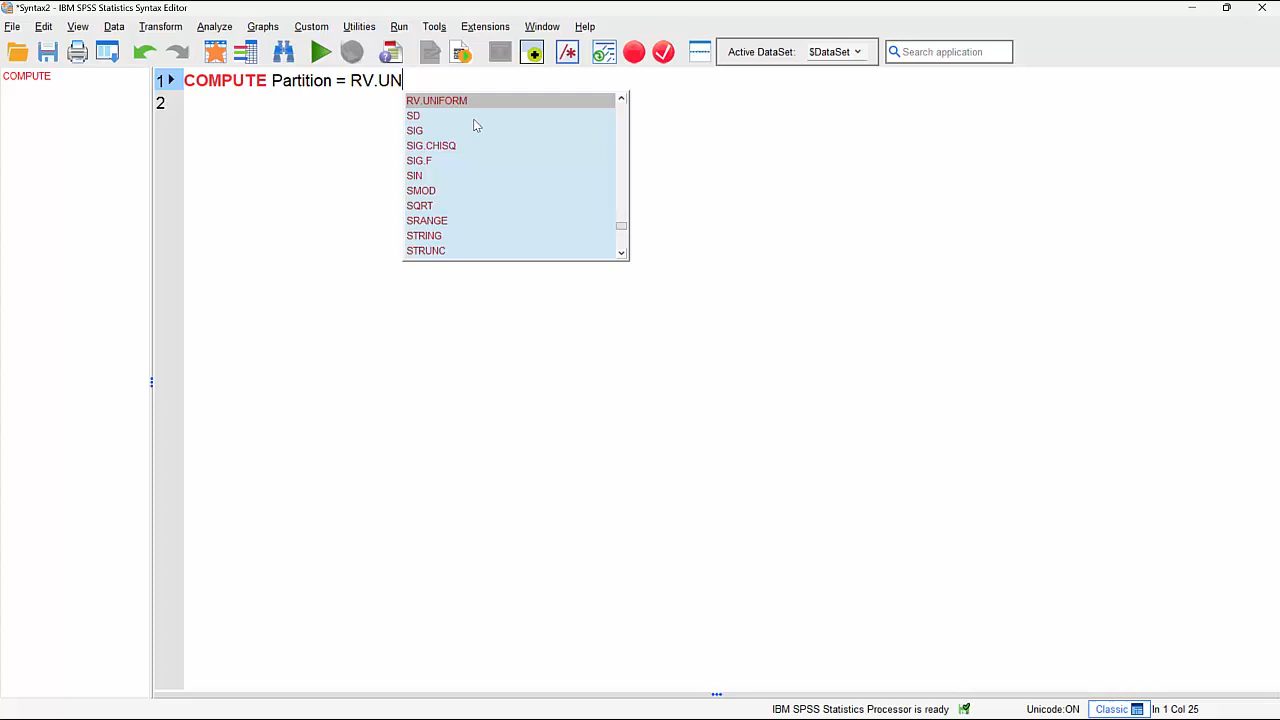 *Syntax2 - IBM SPSS Statistics Syntax Editor
File Edit View Data Transform Analyze Graphs Custom Utilities Run Tools Extensions Window Help
Active DataSet: $DataSet Search application
COMPUTE
1 COMPUTE Partition = RV.UN
2
RV.UNIFORM
SD
SIG
SIG.CHISQ
SIG.F
SIN
SMOD
SQRT
SRANGE
STRING
STRUNC
IBM SPSS Statistics Processor is ready Unicode:ON Classic In 1 Col 25